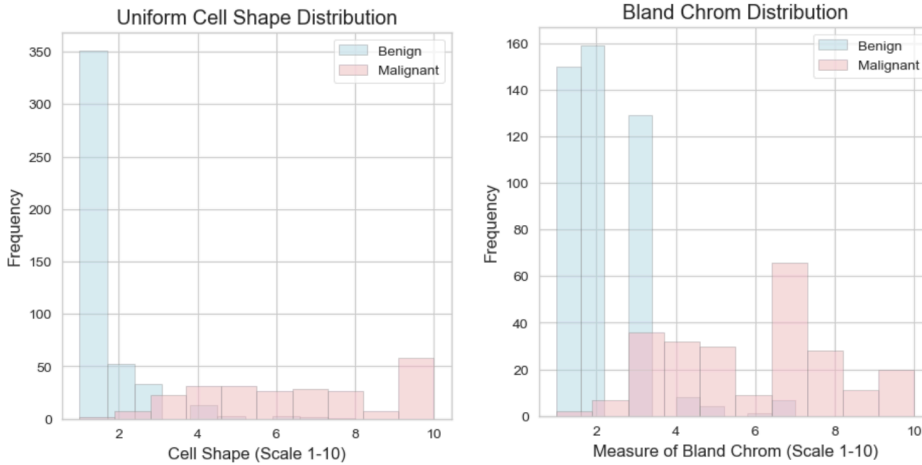 Uniform Cell Shape Distribution
Benign
Malignant
350
300
250
200
150
100
50
0
Frequency
2 4 6 8 10
Cell Shape (Scale 1-10)
Bland Chrom Distribution
Benign
Malignant
160
140
120
100
80
60
40
20
0
Frequency
2 4 6 8 10
Measure of Bland Chrom (Scale 1-10)